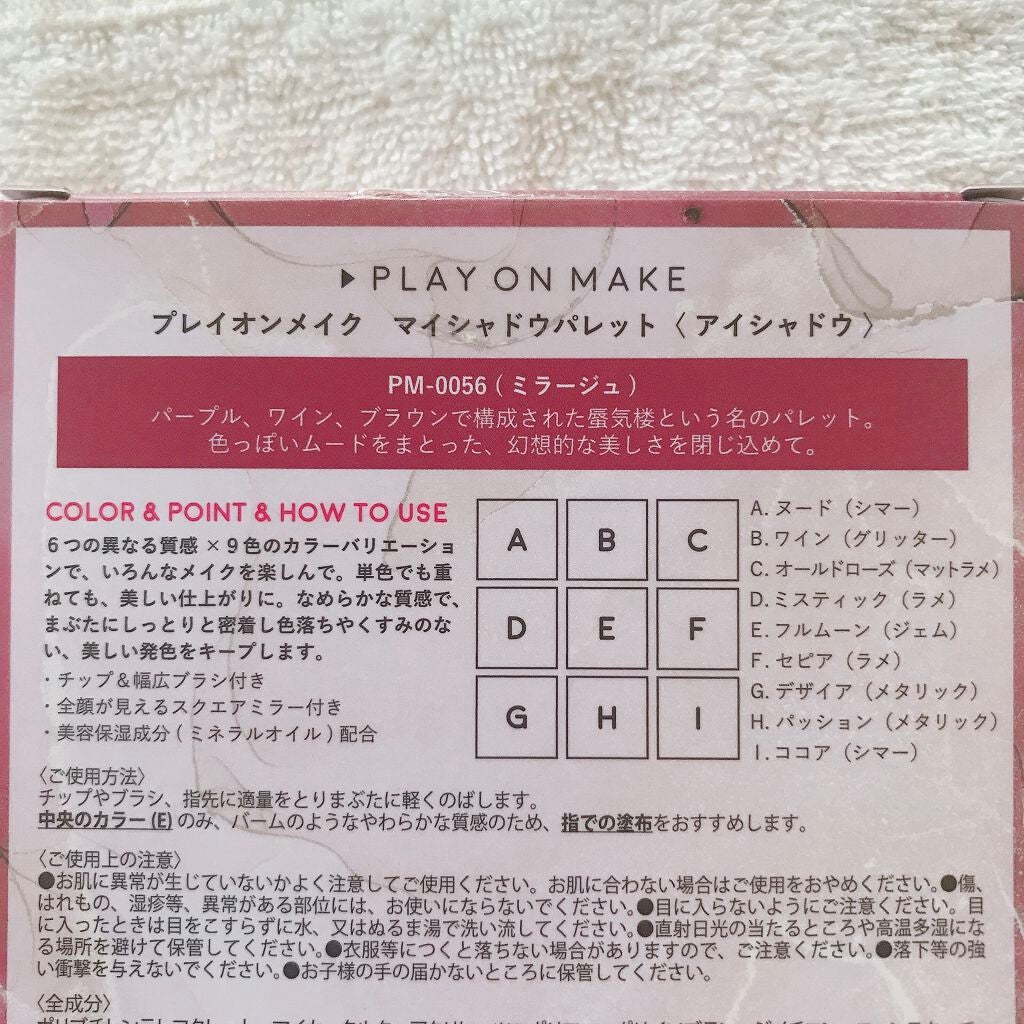 ▶ PLAY ON MAKE
プレイオンメイク　マイシャドウパレット〈 アイシャドウ 〉
PM-0056 ( ミラージュ )
パープル、ワイン、ブラウンで構成された蜃気楼という名のパレット。
色っぽいムードをまとった、幻想的な美しさを閉じ込めて。
COLOR & POINT & HOW TO USE
6つの異なる質感 × 9色のカラーバリエーショ
ンで、いろんなメイクを楽しんで。単色でも重
ねても、美しい仕上がりに。なめらかな質感で、
まぶたにしっとりと密着し色落ちやくすみのな
い、美しい発色をキープします。
・チップ＆幅広ブラシ付き
・全顔が見えるスクエアミラー付き
・美容保湿成分 ( ミネラルオイル ) 配合
A B C
D E F
G H I
A. ヌード（シマー）
B. ワイン（グリッター）
C. オールドローズ（マットラメ）
D. ミスティック（ラメ）
E. フルムーン（ジェム）
F. セピア（ラメ）
G. デザイア（メタリック）
H. パッション（メタリック）
I. ココア（シマー）
〈ご使用方法〉
チップやブラシ、指先に適量をとりまぶたに軽くのばします。
中央のカラー (E) のみ、バームのようなやわらかな質感のため、指での塗布をおすすめします。
〈ご使用上の注意〉
●お肌に異常が生じていないかよく注意してご使用ください。お肌に合わない場合はご使用をおやめください。●傷、
はれもの、湿疹等、異常がある部位には、お使いにならないでください。●目に入らないようにご注意ください。目
に入ったときは目をこすらずに水、又はぬるま湯で洗い流してください。●直射日光の当たるところや高温多湿にな
る場所を避けて保管してください。●衣服等につくと落ちない場合がありますので、ご注意ください。●落下等の強
い衝撃を与えないでください。●お子様の手の届かないところに保管してください。
〈全成分〉